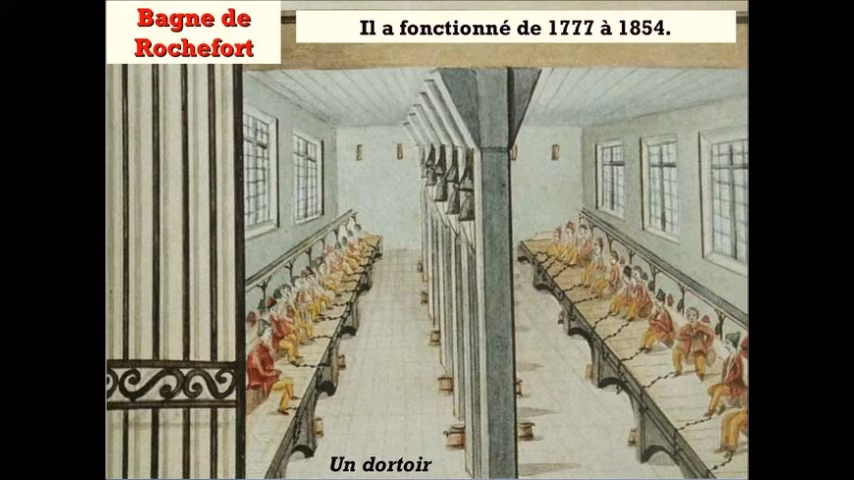 Bagne de
Rochefort
Il a fonctionné de 1777 à 1854.
Un dortoir